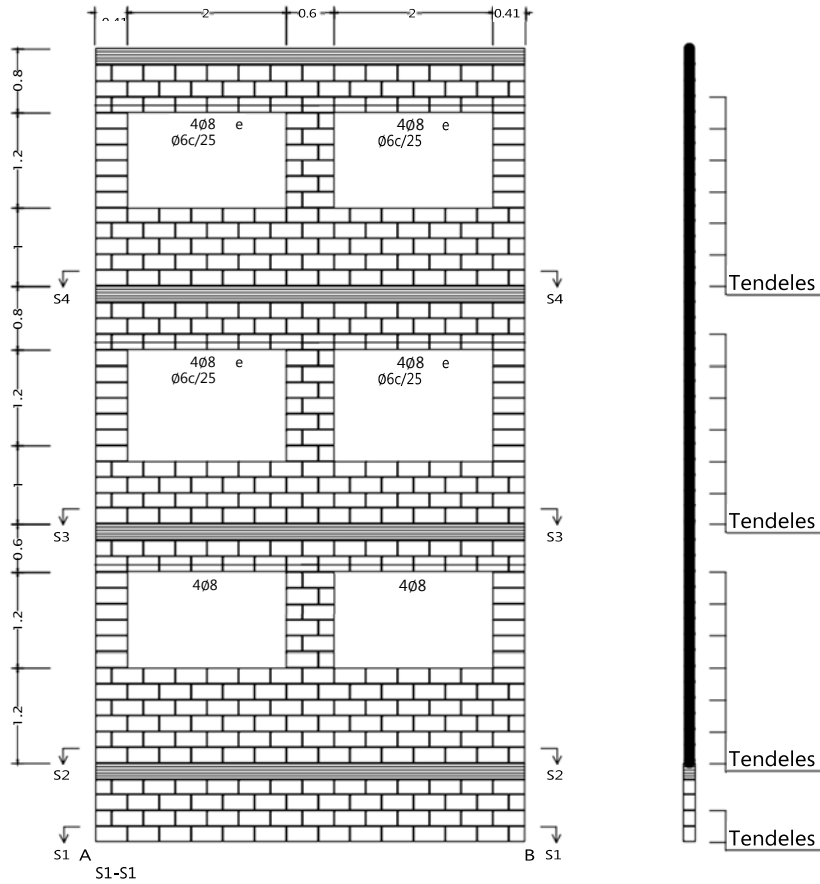 0.41 2 0.6 2 0.41
0.8
1.2
1
0.8
1.2
1
0.6
1.2
1.2
4ø8 e
Ø6c/25
4ø8 e
Ø6c/25
S4 S4
Tendeles
4ø8 e
Ø6c/25
4ø8 e
Ø6c/25
S3 S3
Tendeles
4ø8 4ø8
S2 S2
Tendeles
S1 A B S1
S1-S1
Tendeles